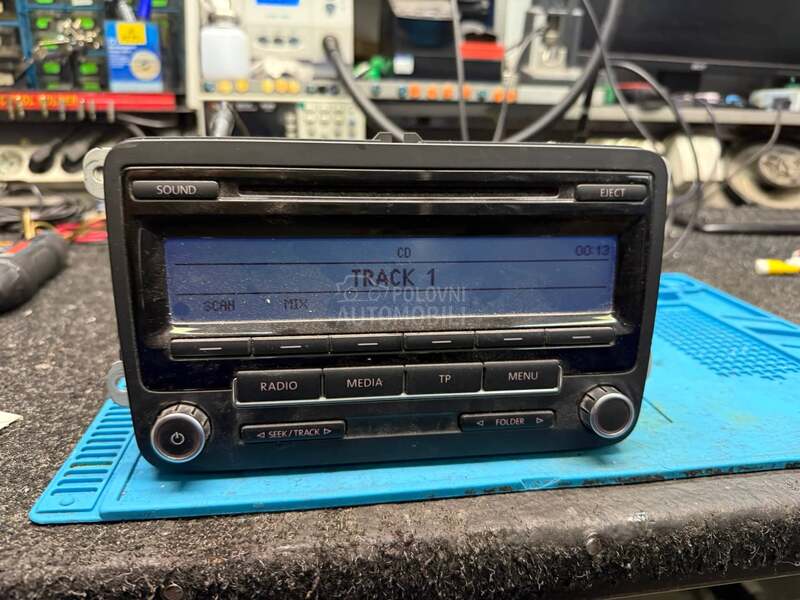 SOUND
EJECT
CD 00:13
TRACK 1
SCAN MIX
POLOVNI
AUTOMOBILI
RADIO MEDIA TP MENU
◁ SEEK/TRACK ▷
◁ FOLDER ▷